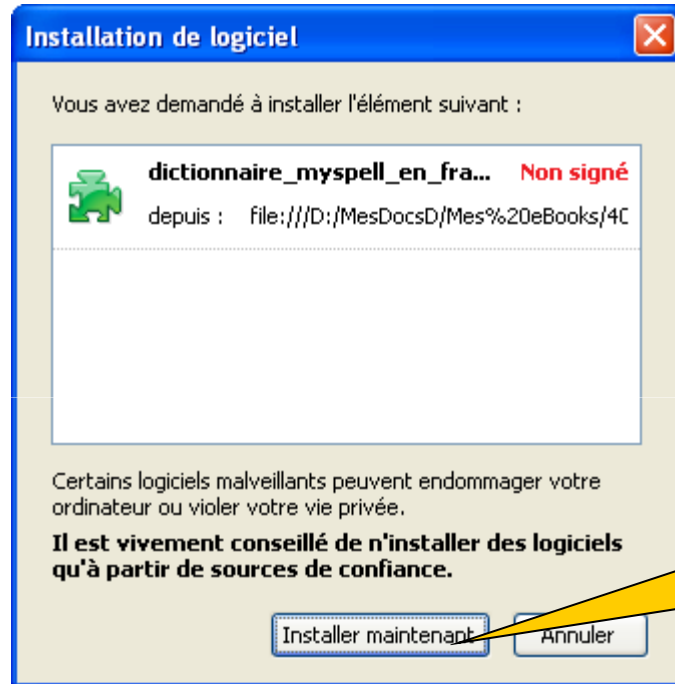 Installation de logiciel
Vous avez demandé à installer l'élément suivant :
dictionnaire_myspell_en_fra... Non signé
depuis : file:///D:/MesDocsD/Mes%20eBooks/4C
Certains logiciels malveillants peuvent endommager votre
ordinateur ou violer votre vie privée.
Il est vivement conseillé de n'installer des logiciels
qu'à partir de sources de confiance.
Installer maintenant Annuler